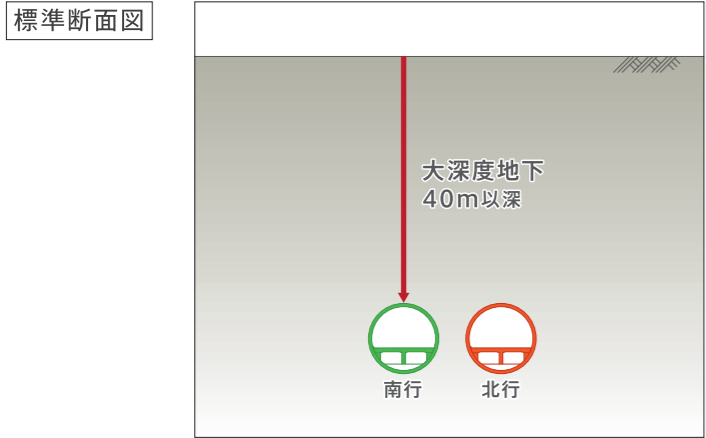 標準断面図
大深度地下
40m以深
南行
北行